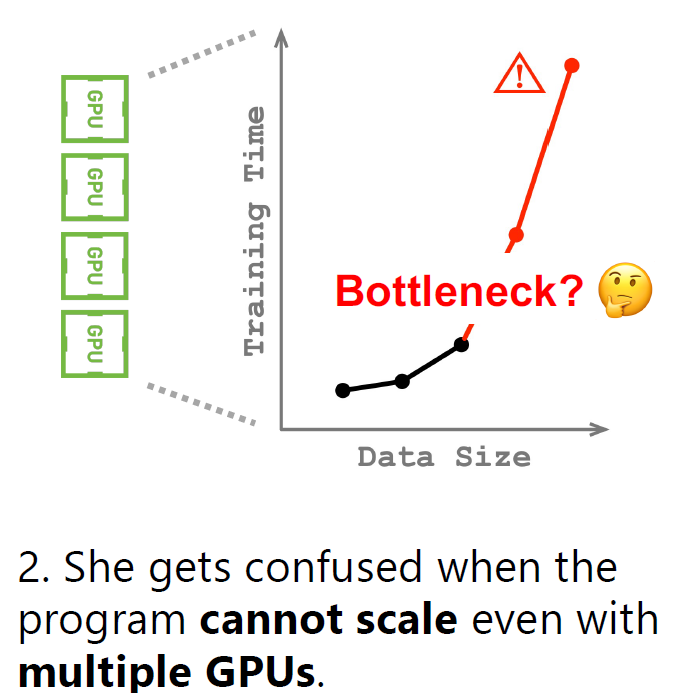 GPU
GPU
GPU
GPU
Training Time
Bottleneck?
Data Size
2. She gets confused when the
program cannot scale even with
multiple GPUs.